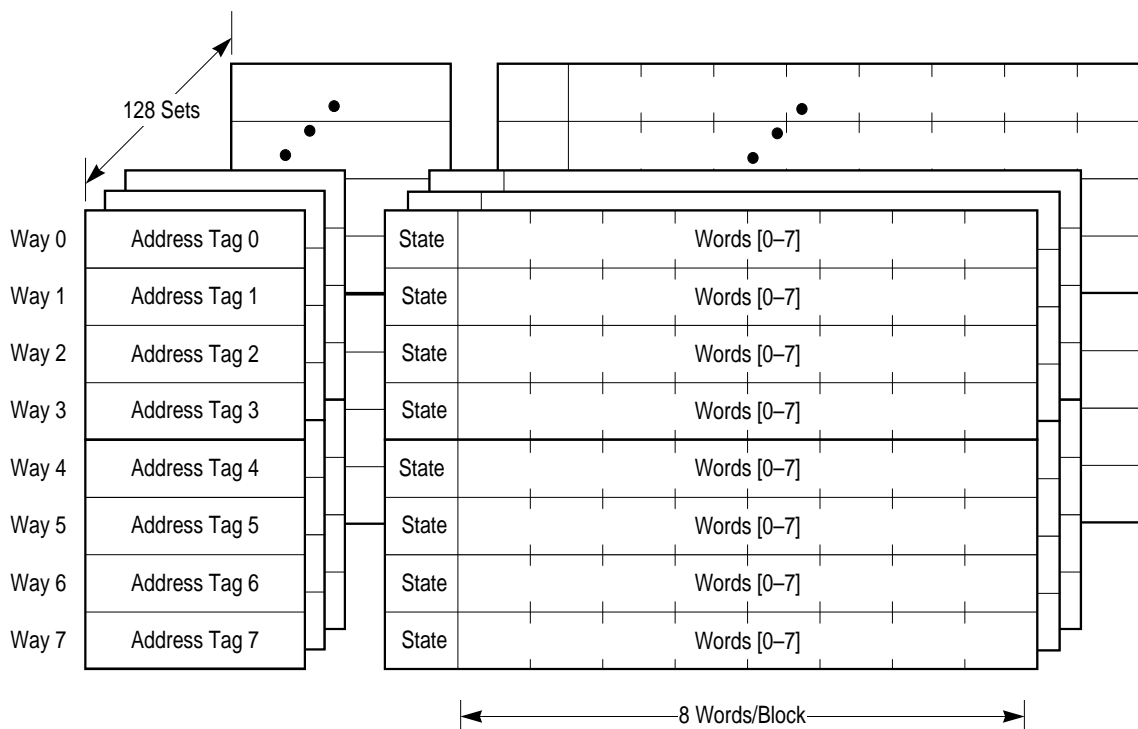 128 Sets
Way 0 Address Tag 0 State Words [0–7]
Way 1 Address Tag 1 State Words [0–7]
Way 2 Address Tag 2 State Words [0–7]
Way 3 Address Tag 3 State Words [0–7]
Way 4 Address Tag 4 State Words [0–7]
Way 5 Address Tag 5 State Words [0–7]
Way 6 Address Tag 6 State Words [0–7]
Way 7 Address Tag 7 State Words [0–7]
8 Words/Block